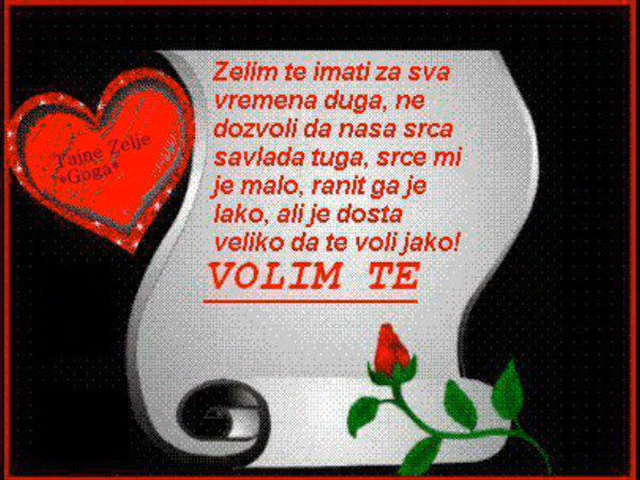 Zelim te imati za sva
vremena duga, ne
dozvoli da nasa srca
savlada tuga, srce mi
je malo, ranit ga je
lako, ali je dosta
veliko da te voli jako!
VOLIM TE
Tajne Zelje
*Goga*